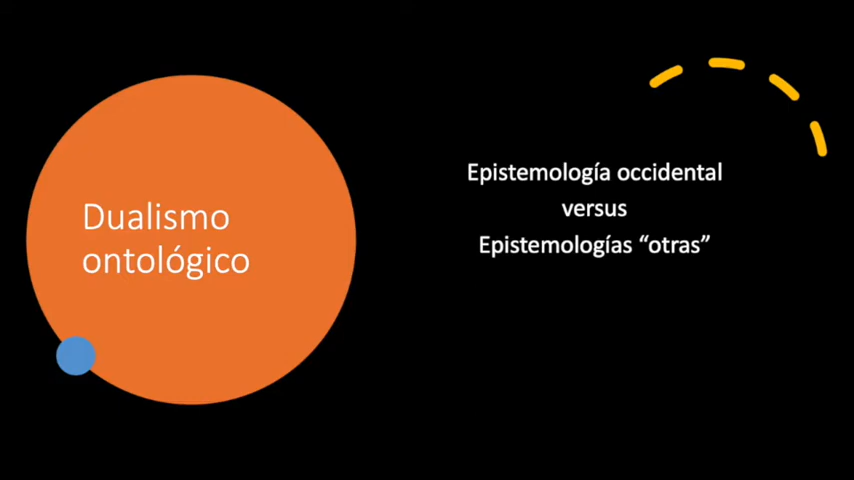 Dualismo
ontológico
Epistemología occidental
versus
Epistemologías “otras”